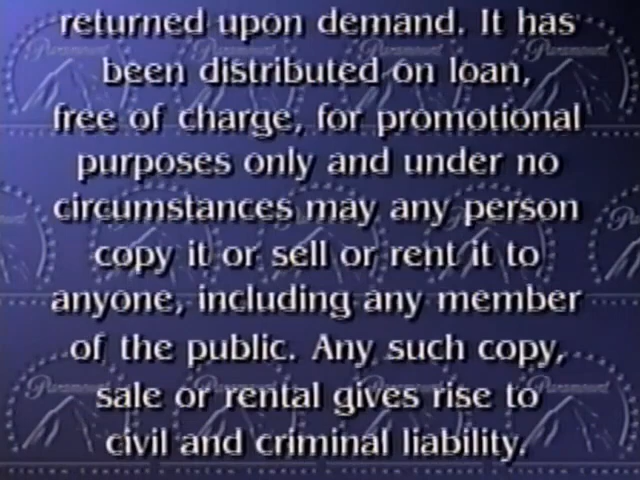 returned upon demand. It has
been distributed on loan,
free of charge, for promotional
purposes only and under no
circumstances may any person
copy it or sell or rent it to
anyone, including any member
of the public. Any such copy,
sale or rental gives rise to
civil and criminal liability.